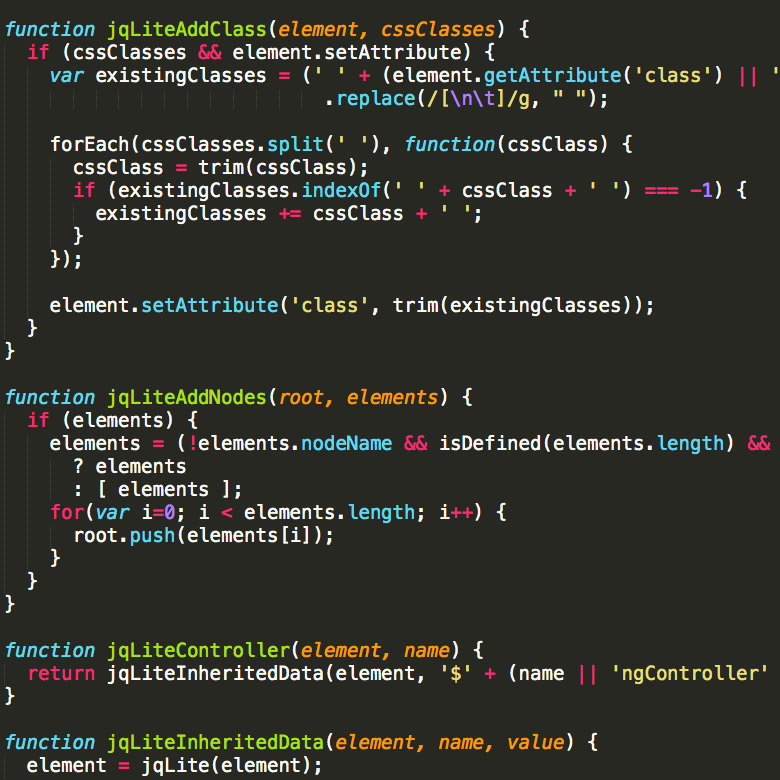 function jqLiteAddClass(element, cssClasses) {
  if (cssClasses && element.setAttribute) {
    var existingClasses = (' ' + (element.getAttribute('class') || '
                            .replace(/[\n\t]/g, " ");

    forEach(cssClasses.split(' '), function(cssClass) {
      cssClass = trim(cssClass);
      if (existingClasses.indexOf(' ' + cssClass + ' ') === -1) {
        existingClasses += cssClass + ' ';
      }
    });

    element.setAttribute('class', trim(existingClasses));
  }
}

function jqLiteAddNodes(root, elements) {
  if (elements) {
    elements = (!elements.nodeName && isDefined(elements.length) &&
      ? elements
      : [ elements ];
    for(var i=0; i < elements.length; i++) {
      root.push(elements[i]);
    }
  }
}

function jqLiteController(element, name) {
  return jqLiteInheritedData(element, '$' + (name || 'ngController'
}

function jqLiteInheritedData(element, name, value) {
  element = jqLite(element);